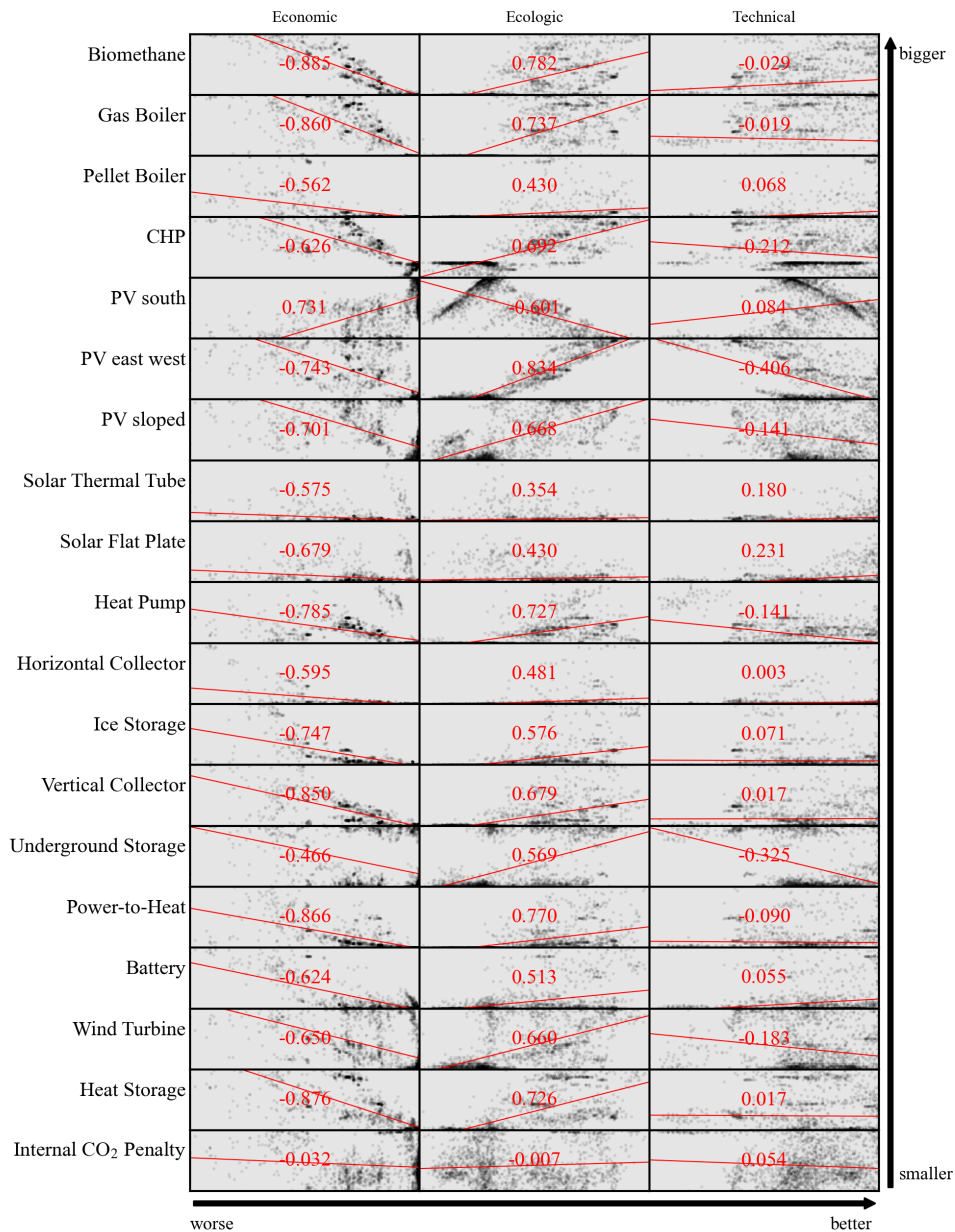 Economic Ecologic Technical
Biomethane -0.885 0.782 -0.029 bigger
Gas Boiler -0.860 0.737 -0.019
Pellet Boiler -0.562 0.430 0.068
CHP -0.626 0.692 -0.212
PV south 0.731 -0.601 0.084
PV east west -0.743 0.834 -0.406
PV sloped -0.701 0.668 -0.141
Solar Thermal Tube -0.575 0.354 0.180
Solar Flat Plate -0.679 0.430 0.231
Heat Pump -0.785 0.727 -0.141
Horizontal Collector -0.595 0.481 0.003
Ice Storage -0.747 0.576 0.071
Vertical Collector -0.850 0.679 0.017
Underground Storage -0.466 0.569 -0.325
Power-to-Heat -0.866 0.770 -0.090
Battery -0.624 0.513 0.055
Wind Turbine -0.650 0.660 -0.183
Heat Storage -0.876 0.726 0.017
Internal CO₂ Penalty -0.032 -0.007 0.054 smaller
worse better